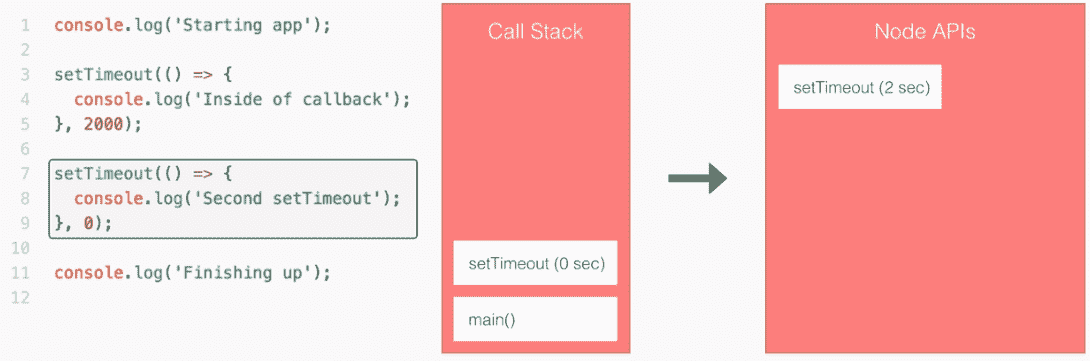 1 console.log('Starting app');
2
3 setTimeout(() => {
4 console.log('Inside of callback');
5 }, 2000);
6
7 setTimeout(() => {
8 console.log('Second setTimeout');
9 }, 0);
10
11 console.log('Finishing up');
12
Call Stack
setTimeout (0 sec)
main()
Node APIs
setTimeout (2 sec)